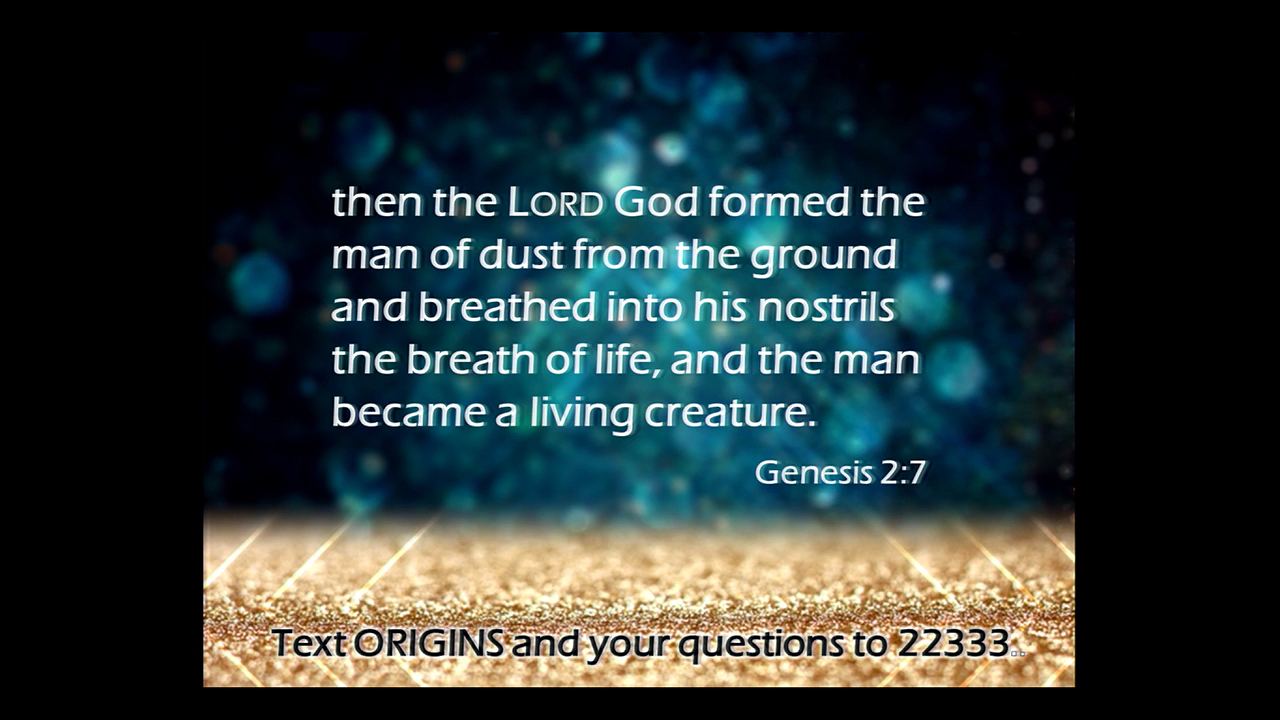 then the LORD God formed the
man of dust from the ground
and breathed into his nostrils
the breath of life, and the man
became a living creature.
Genesis 2:7
Text ORIGINS and your questions to 22333..